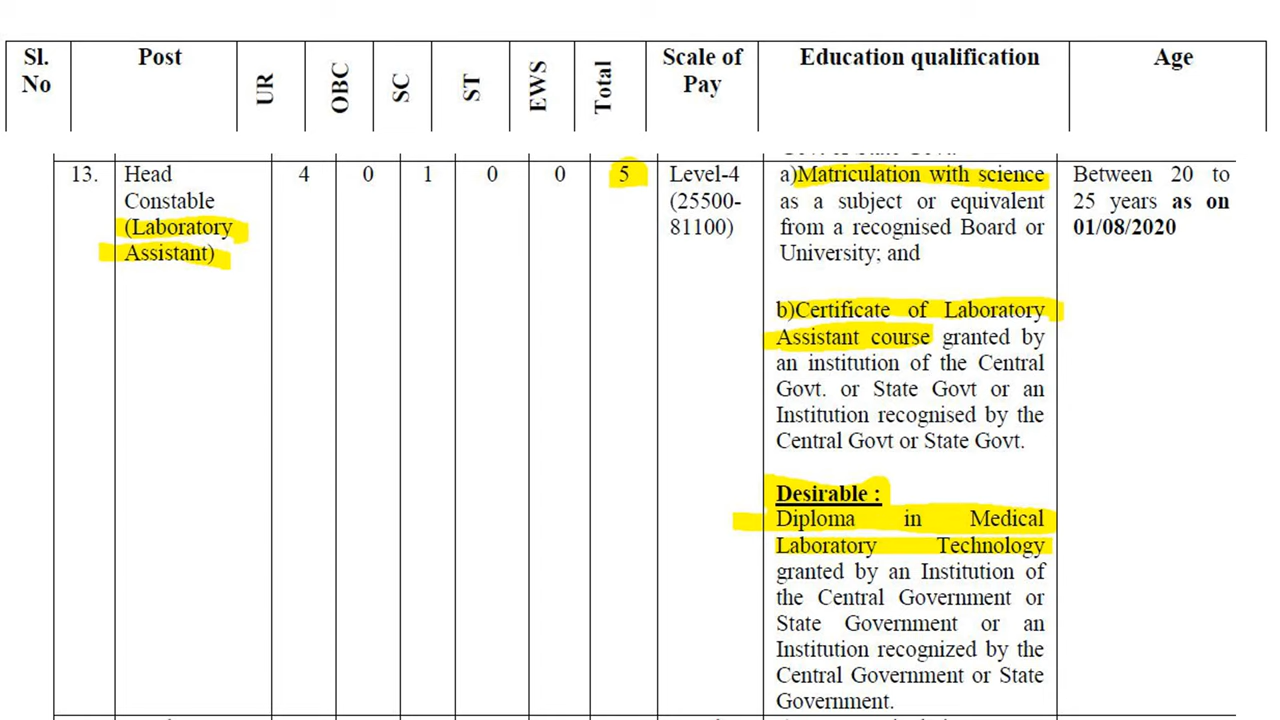 Sl. No
Post
UR
OBC
SC
ST
EWS
Total
Scale of Pay
Education qualification
Age
13.
Head
Constable
(Laboratory
Assistant)
4
0
1
0
0
5
Level-4
(25500-
81100)
a)Matriculation with science
as a subject or equivalent
from a recognised Board or
University; and
b)Certificate of Laboratory
Assistant course granted by
an institution of the Central
Govt. or State Govt or an
Institution recognised by the
Central Govt or State Govt.
Desirable :
Diploma in Medical
Laboratory Technology
granted by an Institution of
the Central Government or
State Government or an
Institution recognized by the
Central Government or State
Government.
Between 20 to
25 years as on
01/08/2020